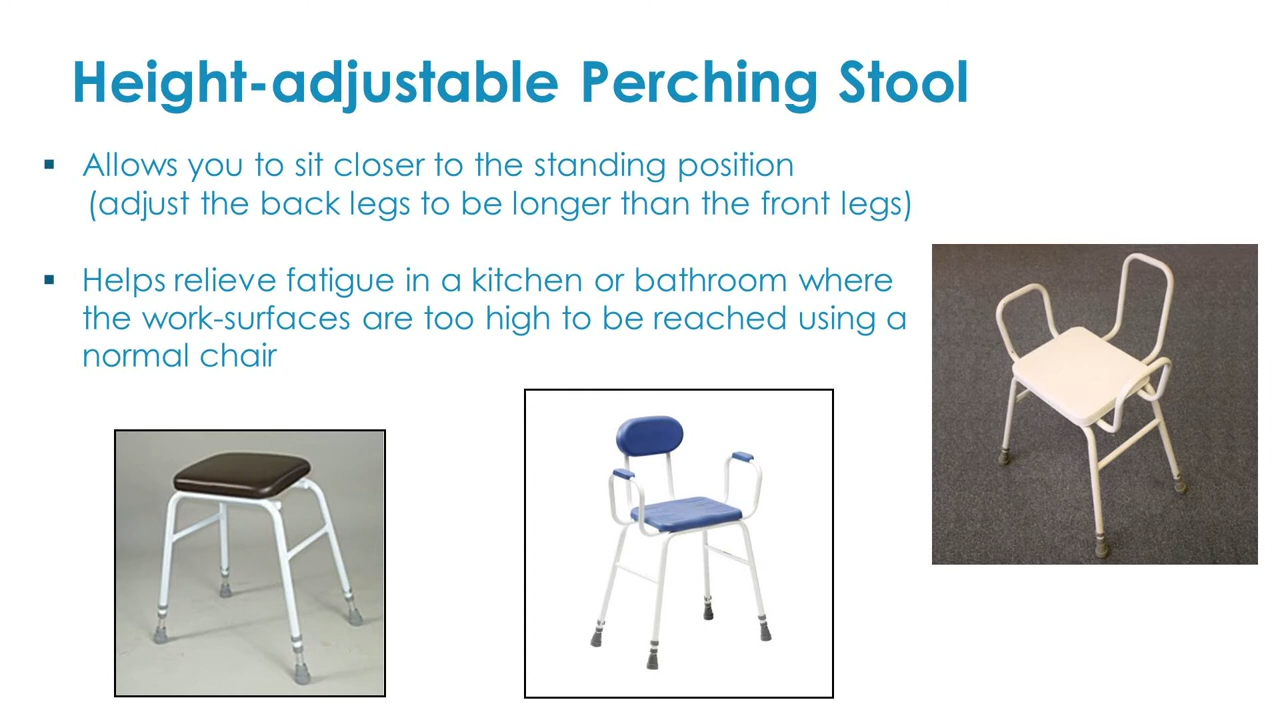 Height-adjustable Perching Stool
▪ Allows you to sit closer to the standing position
(adjust the back legs to be longer than the front legs)
▪ Helps relieve fatigue in a kitchen or bathroom where
the work-surfaces are too high to be reached using a
normal chair